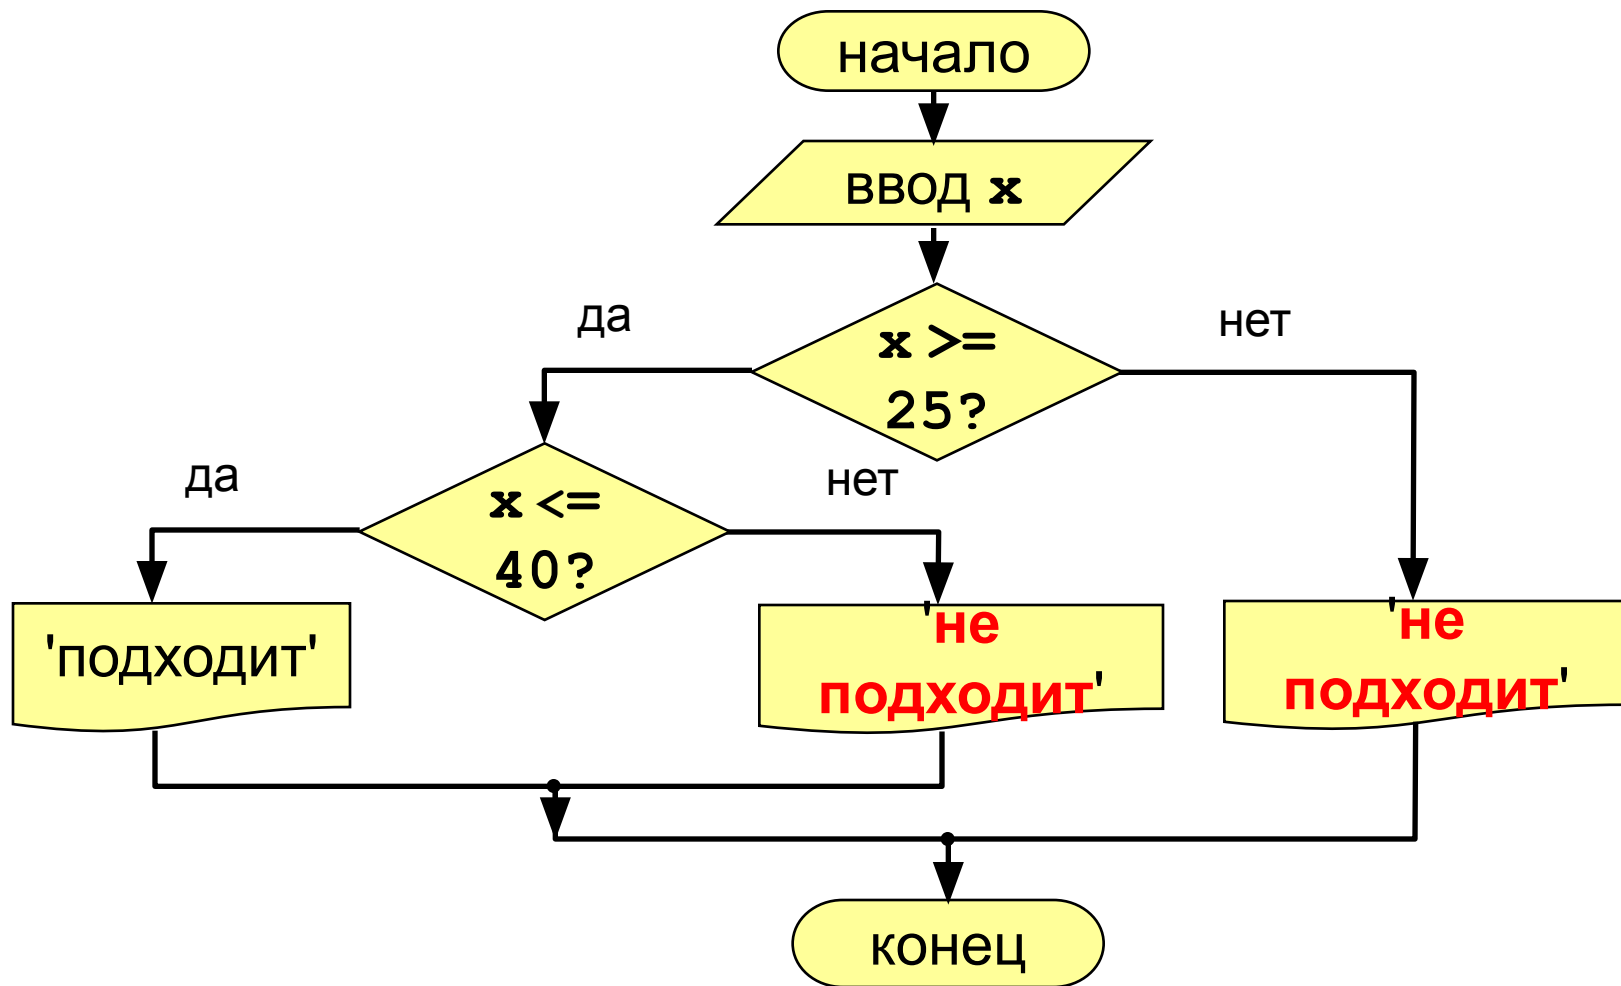 начало
ввод x
да
x >=
25?
нет
да
x <=
40?
нет
'подходит'
'не
подходит'
'не
подходит'
конец